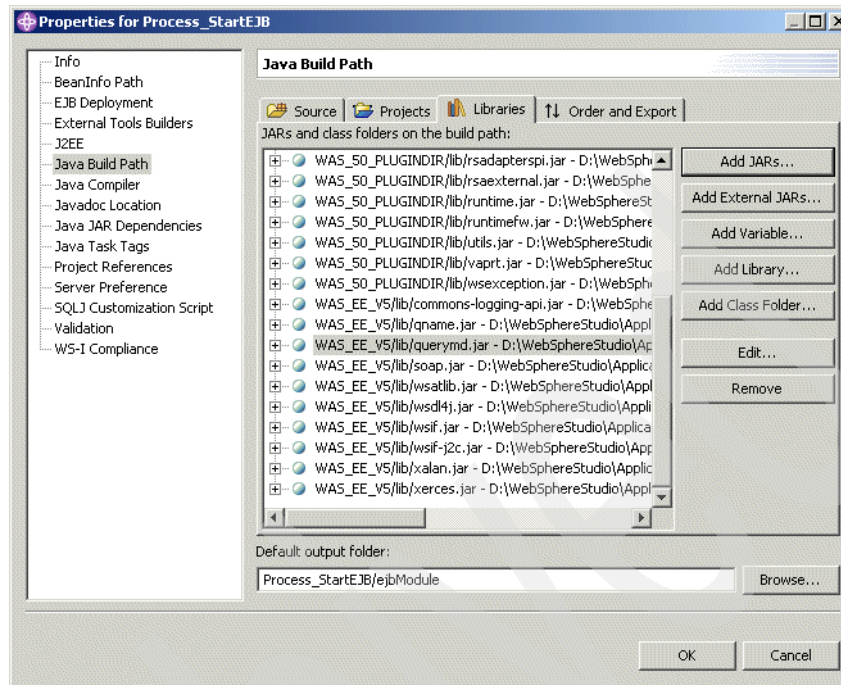 Properties for Process_StartEJB
Info
BeanInfo Path
EJB Deployment
External Tools Builders
J2EE
Java Build Path
Java Compiler
Javadoc Location
Java JAR Dependencies
Java Task Tags
Project References
Server Preference
SQLJ Customization Script
Validation
WS-I Compliance
Java Build Path
Source Projects Libraries Order and Export
JARs and class folders on the build path:
WAS_50_PLUGINDIR/lib/rsadapterspi.jar - D:\WebSphe
WAS_50_PLUGINDIR/lib/rsaexternal.jar - D:\WebSphe
WAS_50_PLUGINDIR/lib/runtime.jar - D:\WebSphereSt
WAS_50_PLUGINDIR/lib/runtimefw.jar - D:\WebSphere
WAS_50_PLUGINDIR/lib/utils.jar - D:\WebSphereStudio
WAS_50_PLUGINDIR/lib/vaprt.jar - D:\WebSphereStuc
WAS_50_PLUGINDIR/lib/wsexception.jar - D:\WebSph
WAS_EE_V5/lib/commons-logging-api.jar - D:\WebSphe
WAS_EE_V5/lib/qname.jar - D:\WebSphereStudio\Appl
WAS_EE_V5/lib/querymd.jar - D:\WebSphereStudio\Ap
WAS_EE_V5/lib/soap.jar - D:\WebSphereStudio\Applica
WAS_EE_V5/lib/wsatlib.jar - D:\WebSphereStudio\Appl
WAS_EE_V5/lib/wsdl4j.jar - D:\WebSphereStudio\Appli
WAS_EE_V5/lib/wsif.jar - D:\WebSphereStudio\Applica
WAS_EE_V5/lib/wsif-j2c.jar - D:\WebSphereStudio\App
WAS_EE_V5/lib/xalan.jar - D:\WebSphereStudio\Applic
WAS_EE_V5/lib/xerces.jar - D:\WebSphereStudio\Appl
Add JARs...
Add External JARs...
Add Variable...
Add Library...
Add Class Folder...
Edit...
Remove
Default output folder:
Process_StartEJB/ejbModule Browse...
OK Cancel